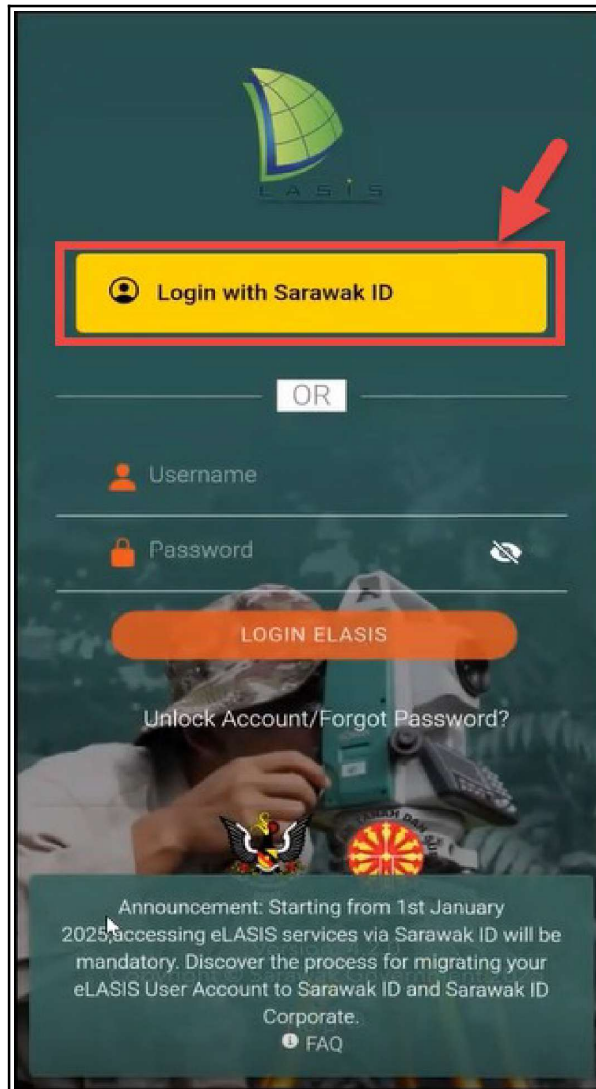 LASIS
Login with Sarawak ID
OR
Username
Password
LOGIN ELASIS
Unlock Account/Forgot Password?
TANAH DAN
Announcement: Starting from 1st January
2025,accessing eLASIS services via Sarawak ID will be
mandatory. Discover the process for migrating your
eLASIS User Account to Sarawak ID and Sarawak ID
Corporate.
FAQ